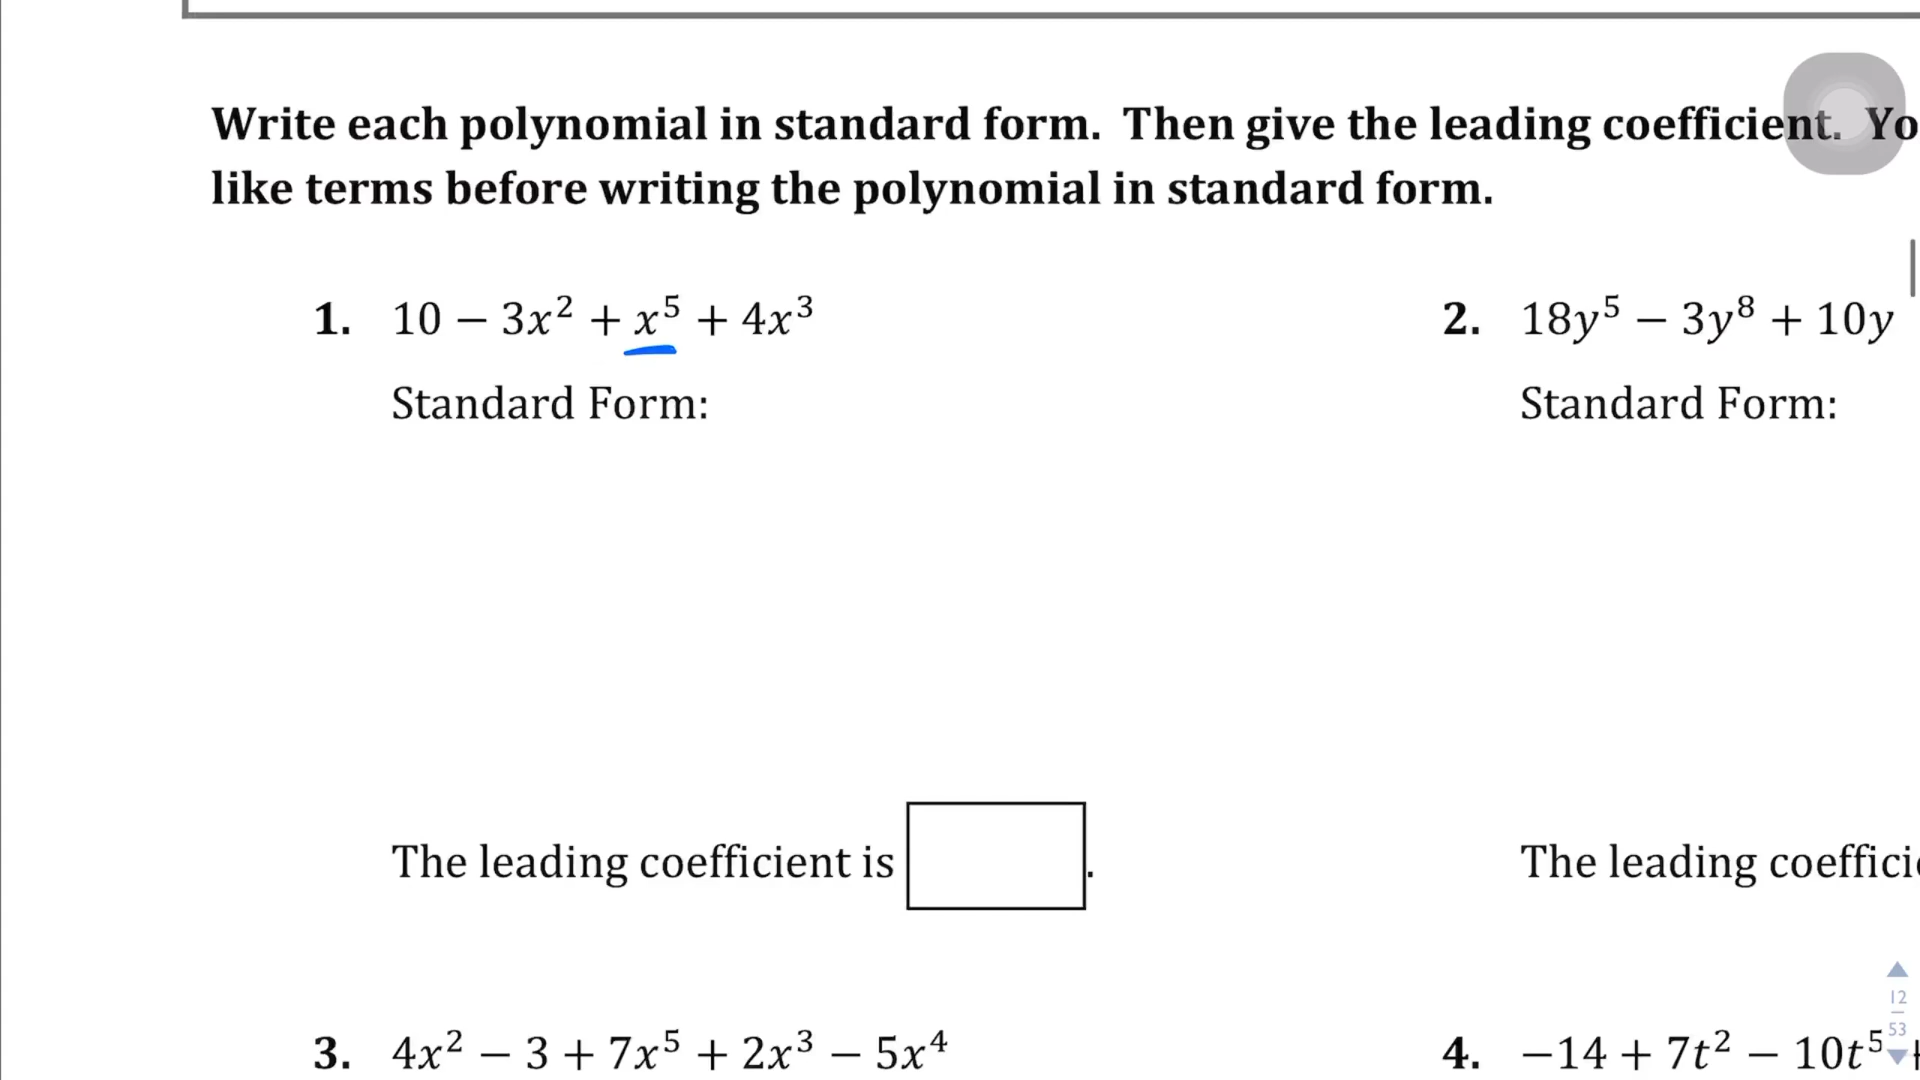 Write each polynomial in standard form. Then give the leading coefficient. Yo
like terms before writing the polynomial in standard form.
1. 10 − 3x² + x⁵ + 4x³
2. 18y⁵ − 3y⁸ + 10y
Standard Form:
Standard Form:
The leading coefficient is .
The leading coeffici
3. 4x² − 3 + 7x⁵ + 2x³ − 5x⁴
4. −14 + 7t² − 10t⁵
12
53